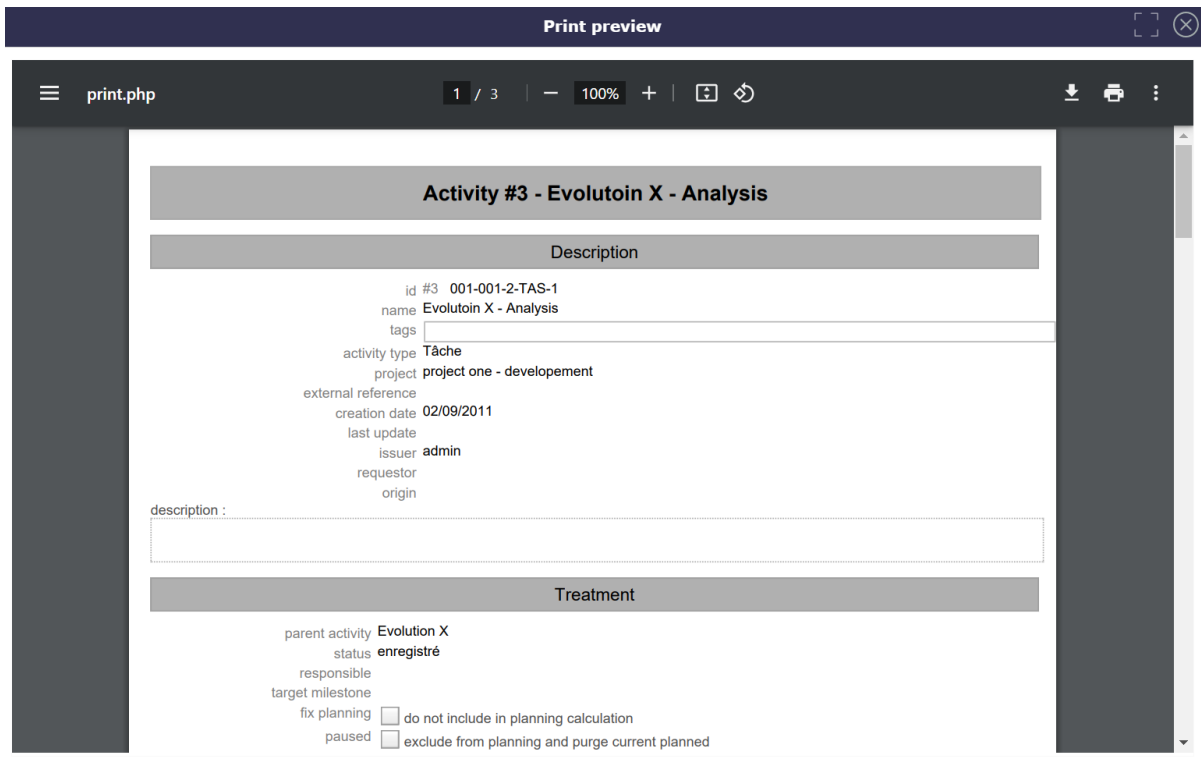 Print preview
print.php 1 / 3 100%
Activity #3 - Evolutoin X - Analysis
Description
id #3 001-001-2-TAS-1
name Evolutoin X - Analysis
tags
activity type Tâche
project project one - developement
external reference
creation date 02/09/2011
last update
issuer admin
requestor
origin
description :
Treatment
parent activity Evolution X
status enregistré
responsible
target milestone
fix planning do not include in planning calculation
paused exclude from planning and purge current planned